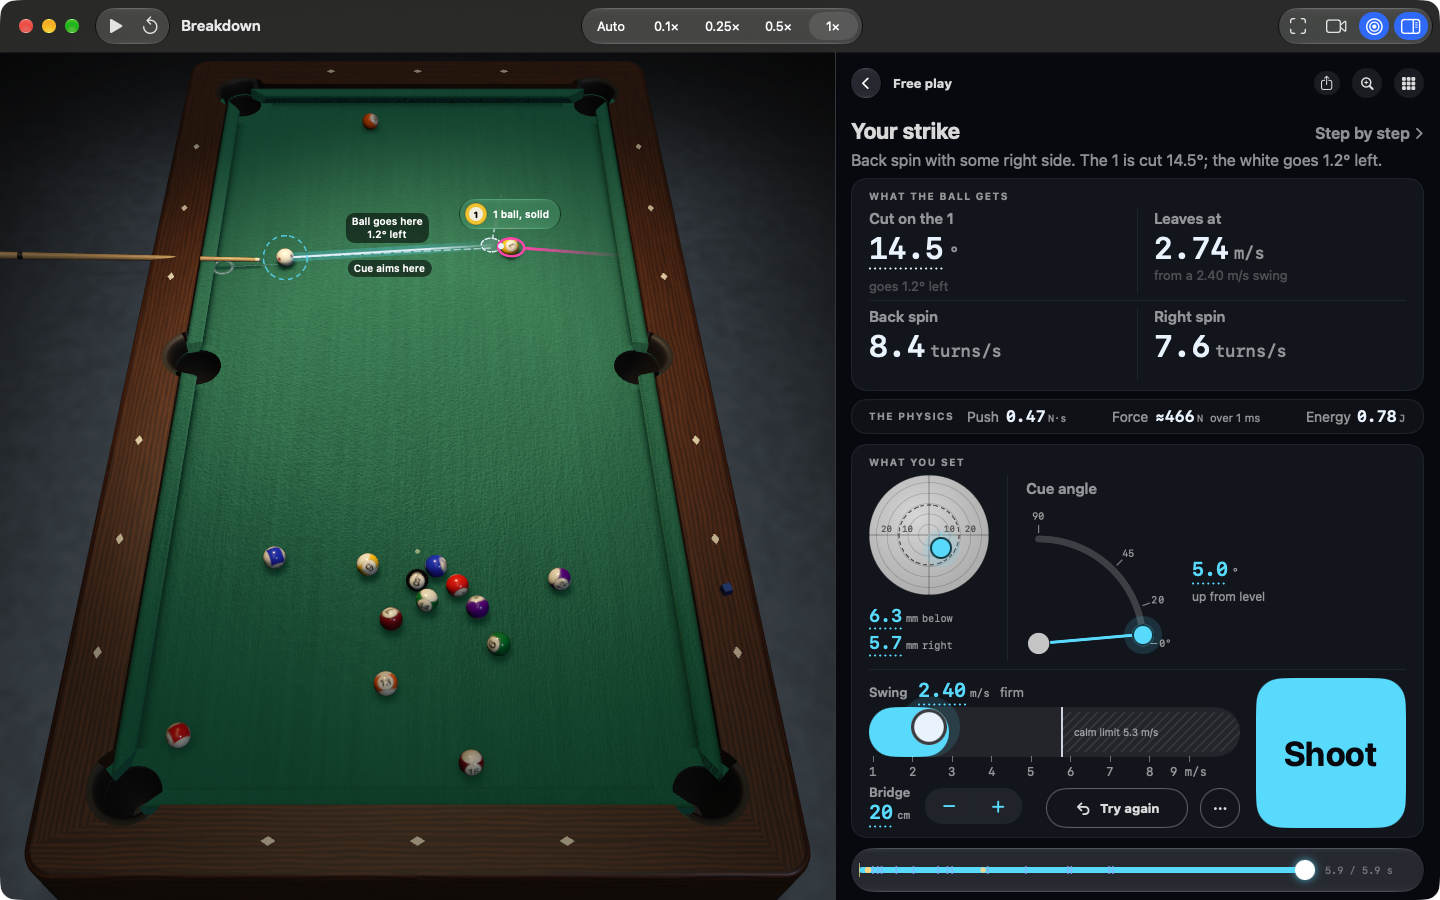 Breakdown
Auto 0.1× 0.25× 0.5× 1×
Free play
Your strike
Step by step
Back spin with some right side. The 1 is cut 14.5°; the white goes 1.2° left.
WHAT THE BALL GETS
Cut on the 1
14.5 °
goes 1.2° left
Leaves at
2.74 m/s
from a 2.40 m/s swing
Back spin
8.4 turns/s
Right spin
7.6 turns/s
THE PHYSICS Push 0.47 N·s Force ≈466 N over 1 ms Energy 0.78 J
WHAT YOU SET
20 10 10 20
6.3 mm below
5.7 mm right
Cue angle
90
45
20
0°
5.0 °
up from level
Swing 2.40 m/s firm
calm limit 5.3 m/s
1 2 3 4 5 6 7 8 9 m/s
Bridge
20 cm
Try again
Shoot
5.9 / 5.9 s
Ball goes here
1.2° left
Cue aims here
1 1 ball, solid
9
13